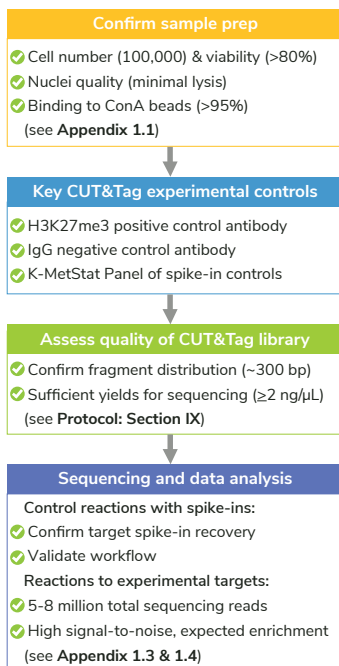 Confirm sample prep
Cell number (100,000) & viability (>80%)
Nuclei quality (minimal lysis)
Binding to ConA beads (>95%)
(see Appendix 1.1)
Key CUT&Tag experimental controls
H3K27me3 positive control antibody
IgG negative control antibody
K-MetStat Panel of spike-in controls
Assess quality of CUT&Tag library
Confirm fragment distribution (~300 bp)
Sufficient yields for sequencing (≥2 ng/µL)
(see Protocol: Section IX)
Sequencing and data analysis
Control reactions with spike-ins:
Confirm target spike-in recovery
Validate workflow
Reactions to experimental targets:
5-8 million total sequencing reads
High signal-to-noise, expected enrichment
(see Appendix 1.3 & 1.4)